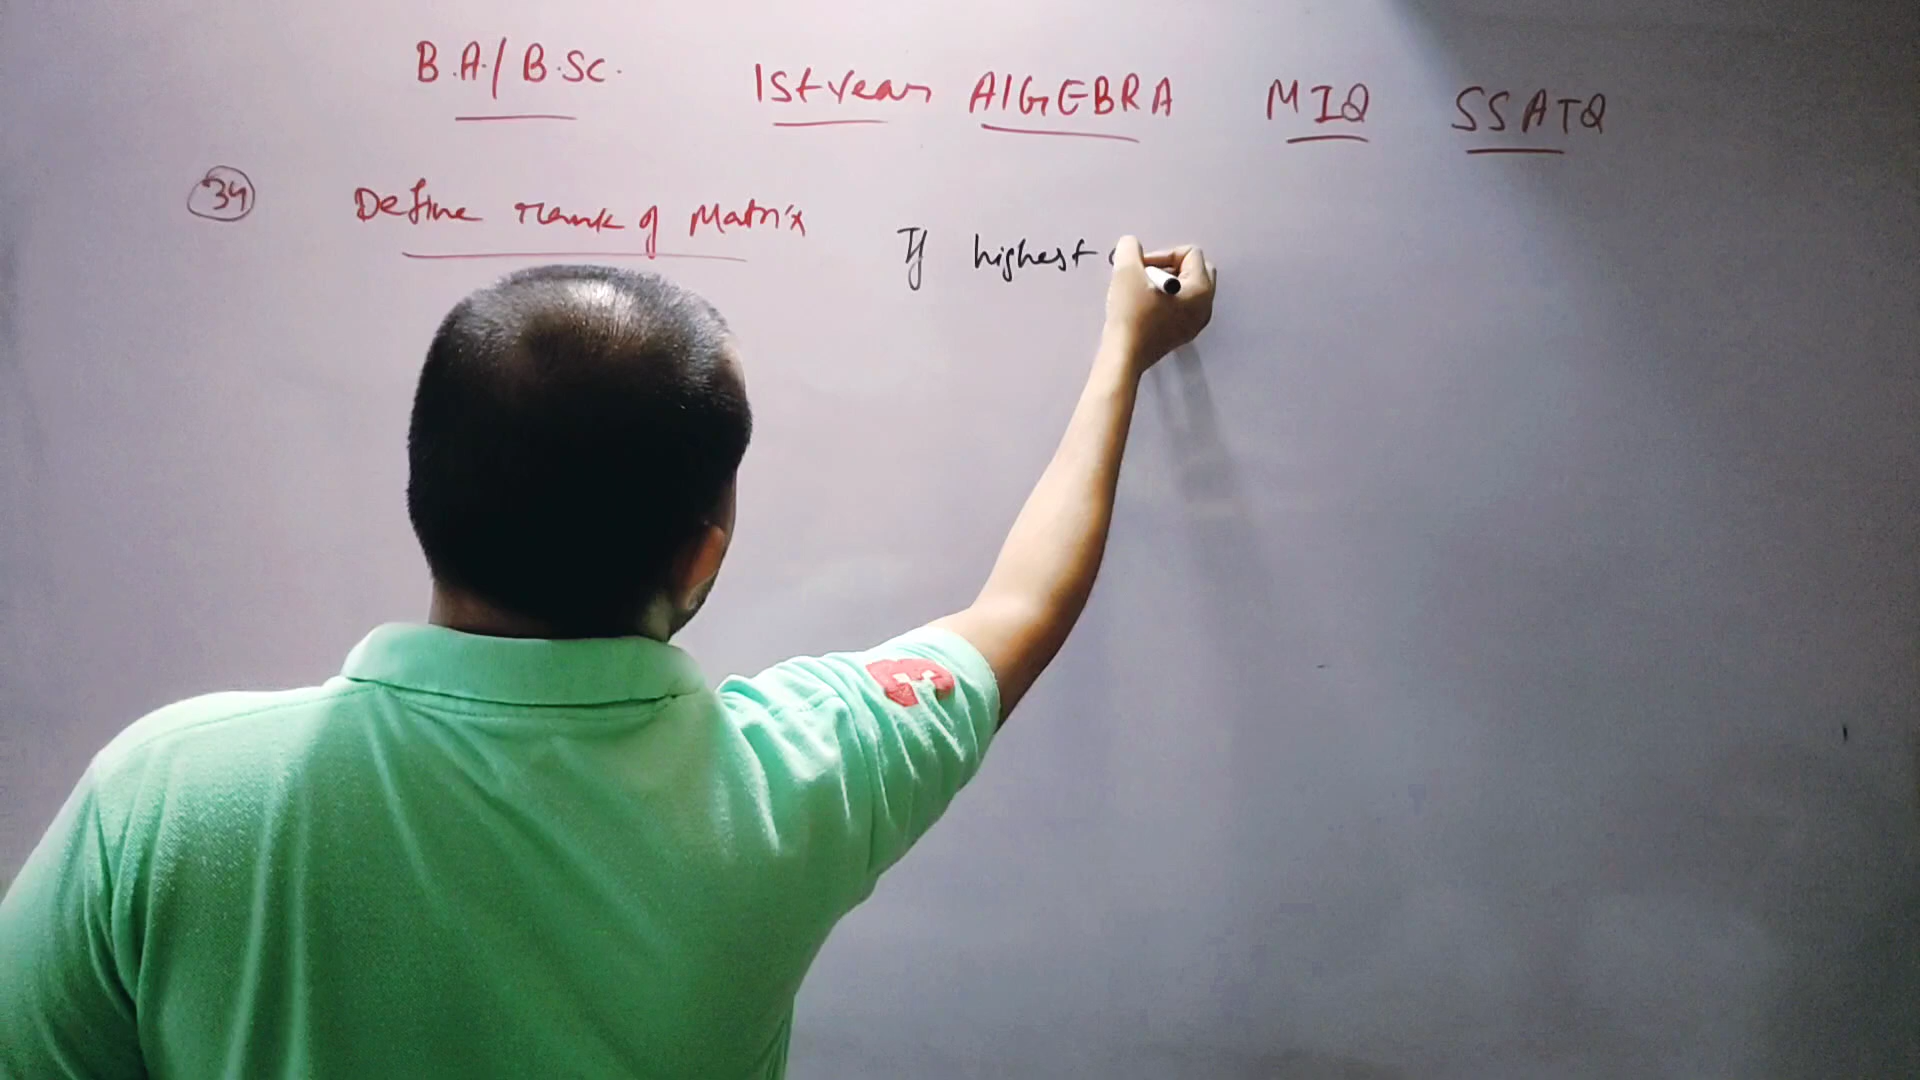 B.A./B.Sc. 1st Year AlGEBRA MIQ SSATQ
34 Define rank of Matrix
If highest